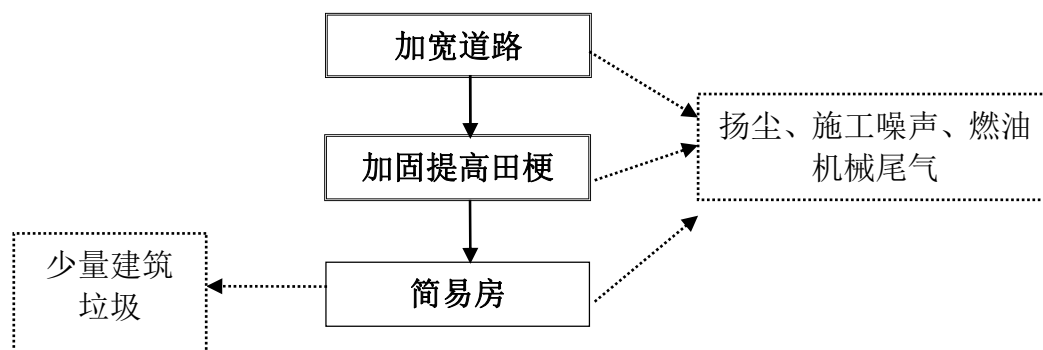 加宽道路
扬尘、施工噪声、燃油
机械尾气
加固提高田梗
少量建筑
垃圾
简易房